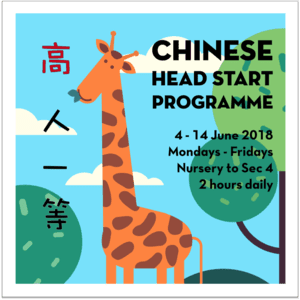 高人一等
CHINESE
HEAD START
PROGRAMME
4 - 14 June 2018
Mondays - Fridays
Nursery to Sec 4
2 hours daily